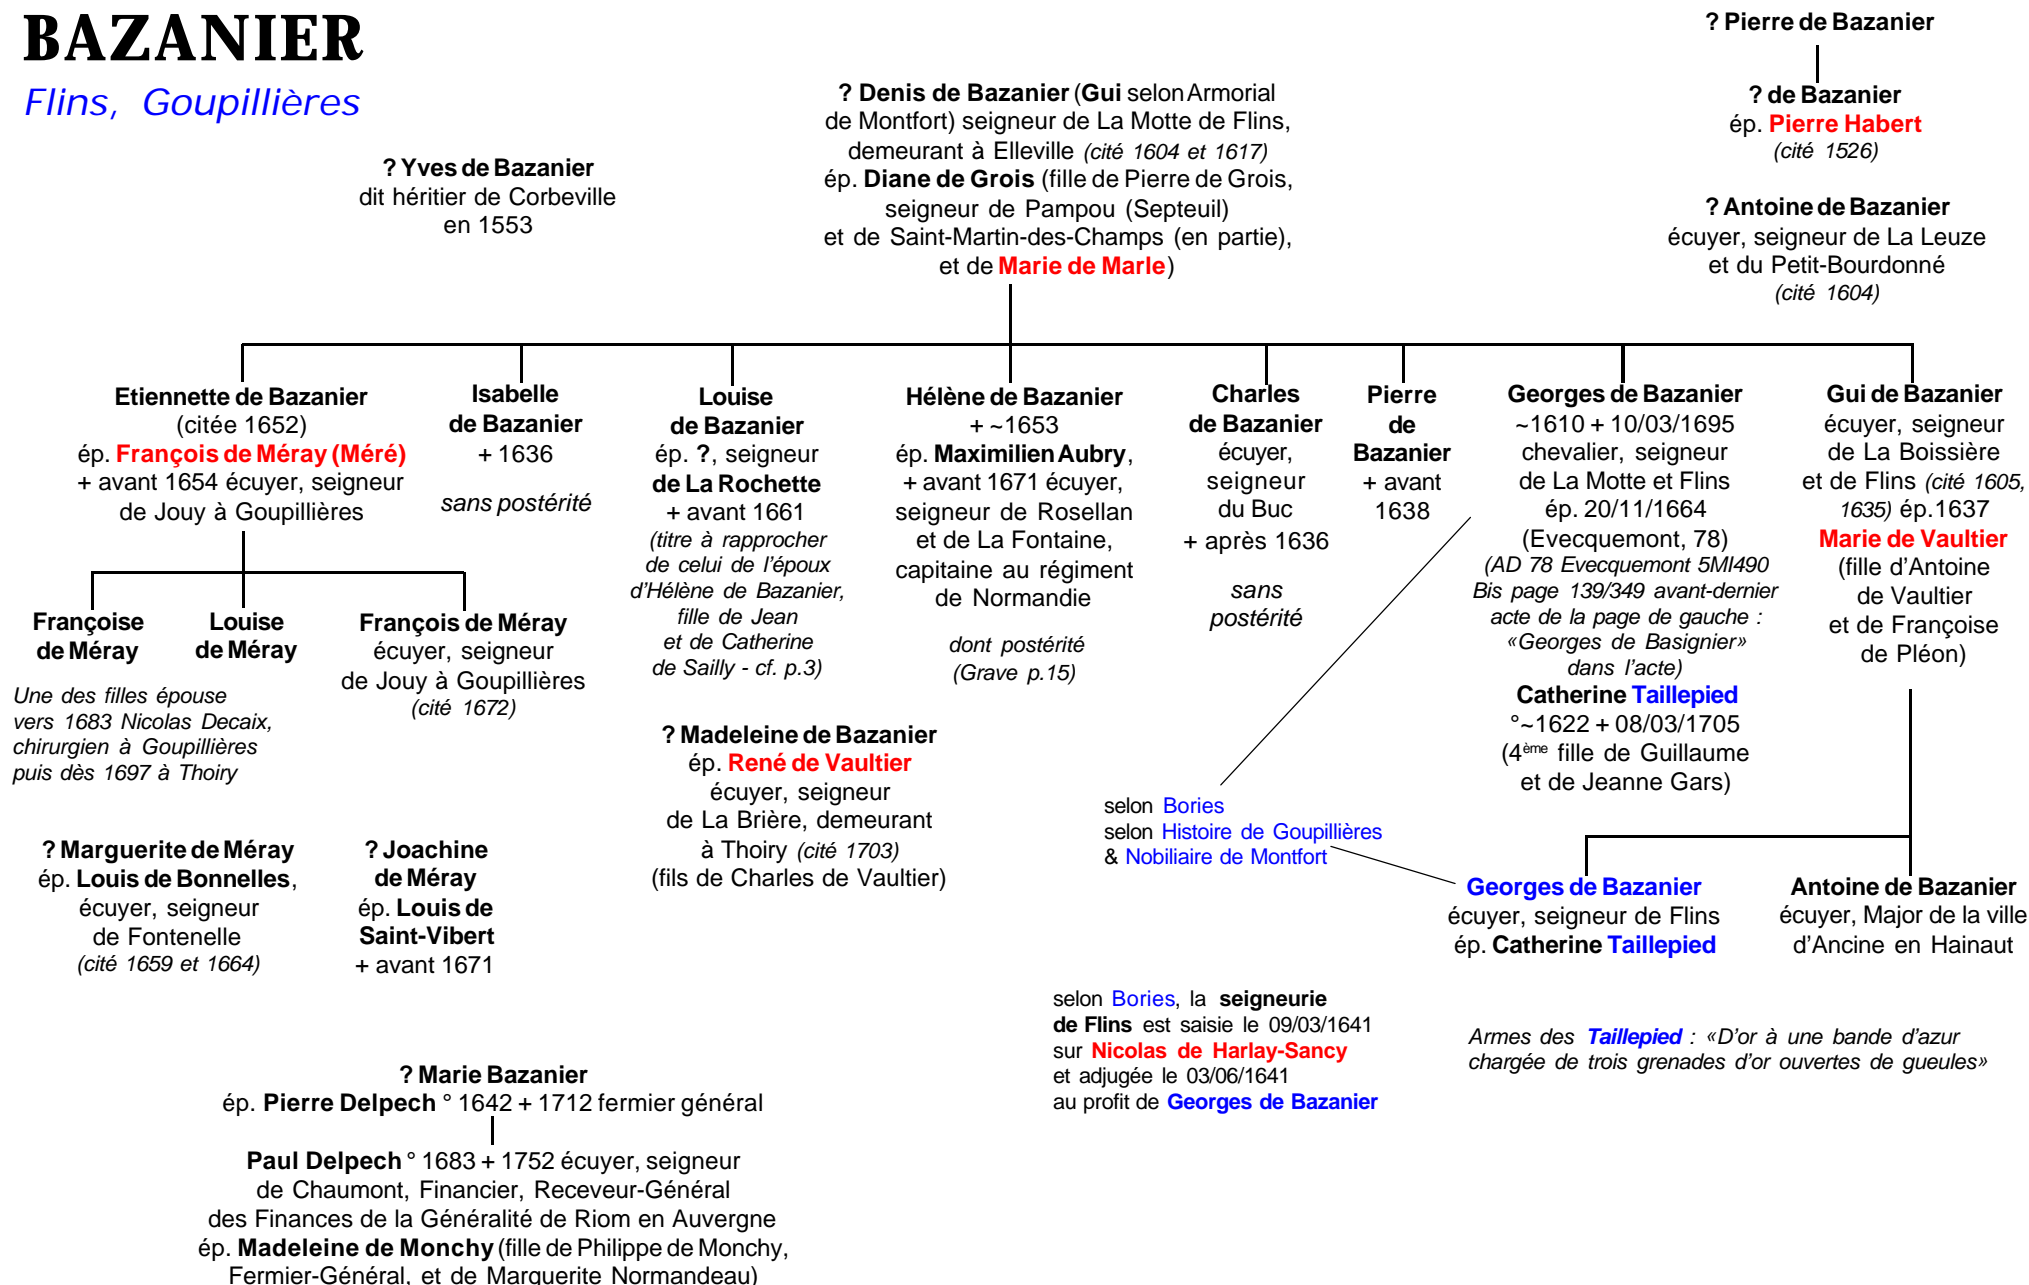 BAZANIER
Flins, Goupillières
? Pierre de Bazanier
? de Bazanier
ép. Pierre Habert
(cité 1526)
? Antoine de Bazanier
écuyer, seigneur de La Leuze
et du Petit-Bourdonné
(cité 1604)
? Yves de Bazanier
dit héritier de Corbeville
en 1553
? Denis de Bazanier (Gui selon Armorial
de Montfort) seigneur de La Motte de Flins,
demeurant à Elleville (cité 1604 et 1617)
ép. Diane de Grois (fille de Pierre de Grois,
seigneur de Pampou (Septeuil)
et de Saint-Martin-des-Champs (en partie),
et de Marie de Marle)
Etiennette de Bazanier
(citée 1652)
ép. François de Méray (Méré)
+ avant 1654 écuyer, seigneur
de Jouy à Goupillières
Isabelle
de Bazanier
+ 1636
sans postérité
Louise
de Bazanier
ép. ?, seigneur
de La Rochette
+ avant 1661
(titre à rapprocher
de celui de l'époux
d'Hélène de Bazanier,
fille de Jean
et de Catherine
de Sailly - cf. p.3)
Hélène de Bazanier
+ ~1653
ép. Maximilien Aubry,
+ avant 1671 écuyer,
seigneur de Rosellan
et de La Fontaine,
capitaine au régiment
de Normandie
dont postérité
(Grave p.15)
Charles
de Bazanier
écuyer,
seigneur
du Buc
+ après 1636
sans
postérité
Pierre
de
Bazanier
+ avant
1638
Georges de Bazanier
~1610 + 10/03/1695
chevalier, seigneur
de La Motte et Flins
ép. 20/11/1664
(Evecquemont, 78)
(AD 78 Evecquemont 5MI490
Bis page 139/349 avant-dernier
acte de la page de gauche :
«Georges de Basignier»
dans l'acte)
Catherine Taillepied
°~1622 + 08/03/1705
(4ème fille de Guillaume
et de Jeanne Gars)
Gui de Bazanier
écuyer, seigneur
de La Boissière
et de Flins (cité 1605,
1635) ép.1637
Marie de Vaultier
(fille d'Antoine
de Vaultier
et de Françoise
de Pléon)
Françoise
de Méray
Louise
de Méray
François de Méray
écuyer, seigneur
de Jouy à Goupillières
(cité 1672)
Une des filles épouse
vers 1683 Nicolas Decaix,
chirurgien à Goupillières
puis dès 1697 à Thoiry
? Madeleine de Bazanier
ép. René de Vaultier
écuyer, seigneur
de La Brière, demeurant
à Thoiry (cité 1703)
(fils de Charles de Vaultier)
selon Bories
selon Histoire de Goupillières
& Nobiliaire de Montfort
? Marguerite de Méray
ép. Louis de Bonnelles,
écuyer, seigneur
de Fontenelle
(cité 1659 et 1664)
? Joachine
de Méray
ép. Louis de
Saint-Vibert
+ avant 1671
Georges de Bazanier
écuyer, seigneur de Flins
ép. Catherine Taillepied
Antoine de Bazanier
écuyer, Major de la ville
d'Ancine en Hainaut
selon Bories, la seigneurie
de Flins est saisie le 09/03/1641
sur Nicolas de Harlay-Sancy
et adjugée le 03/06/1641
au profit de Georges de Bazanier
Armes des Taillepied : «D'or à une bande d'azur
chargée de trois grenades d'or ouvertes de gueules»
? Marie Bazanier
ép. Pierre Delpech ° 1642 + 1712 fermier général
Paul Delpech ° 1683 + 1752 écuyer, seigneur
de Chaumont, Financier, Receveur-Général
des Finances de la Généralité de Riom en Auvergne
ép. Madeleine de Monchy (fille de Philippe de Monchy,
Fermier-Général, et de Marguerite Normandeau)